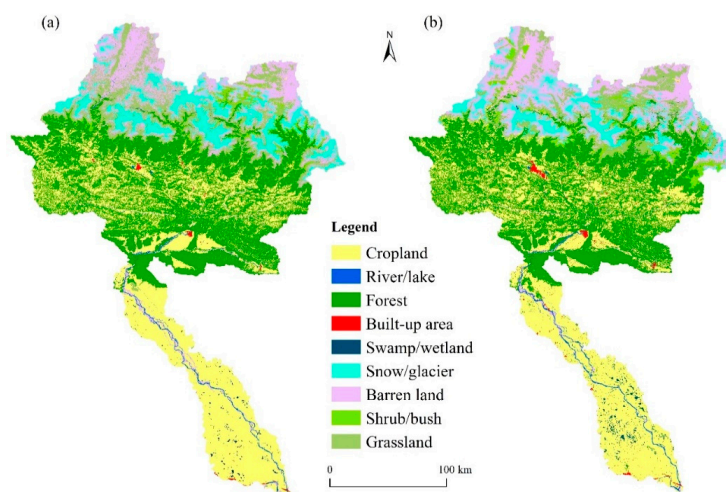 (a)
N
(b)
Legend
Cropland
River/lake
Forest
Built-up area
Swamp/wetland
Snow/glacier
Barren land
Shrub/bush
Grassland
0 100 km